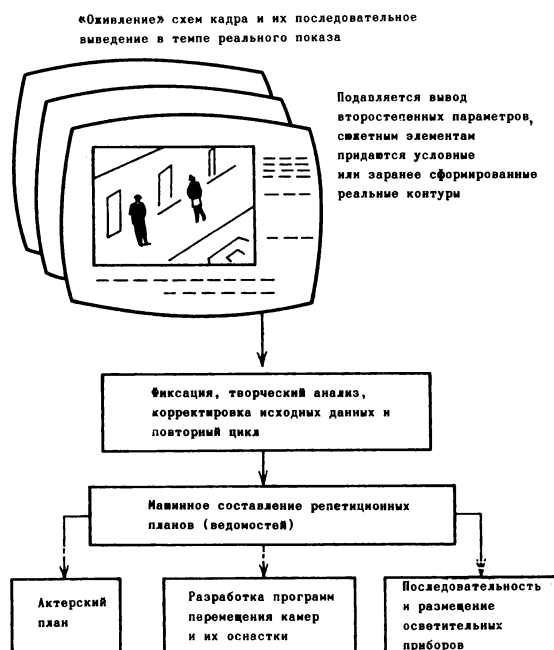 «Оживление» схем кадра и их последовательное
выведение в темпе реального показа
Подавляется вывод
второстепенных параметров,
сюжетным элементам
придаются условные
или заранее сформированные
реальные контуры
Фиксация, творческий анализ,
корректировка исходных данных и
повторный цикл
Машинное составление репетиционных
планов (ведомостей)
Актерский
план
Разработка программ
перемещения камер
и их оснастки
Последовательность
и размещение
осветительных
приборов